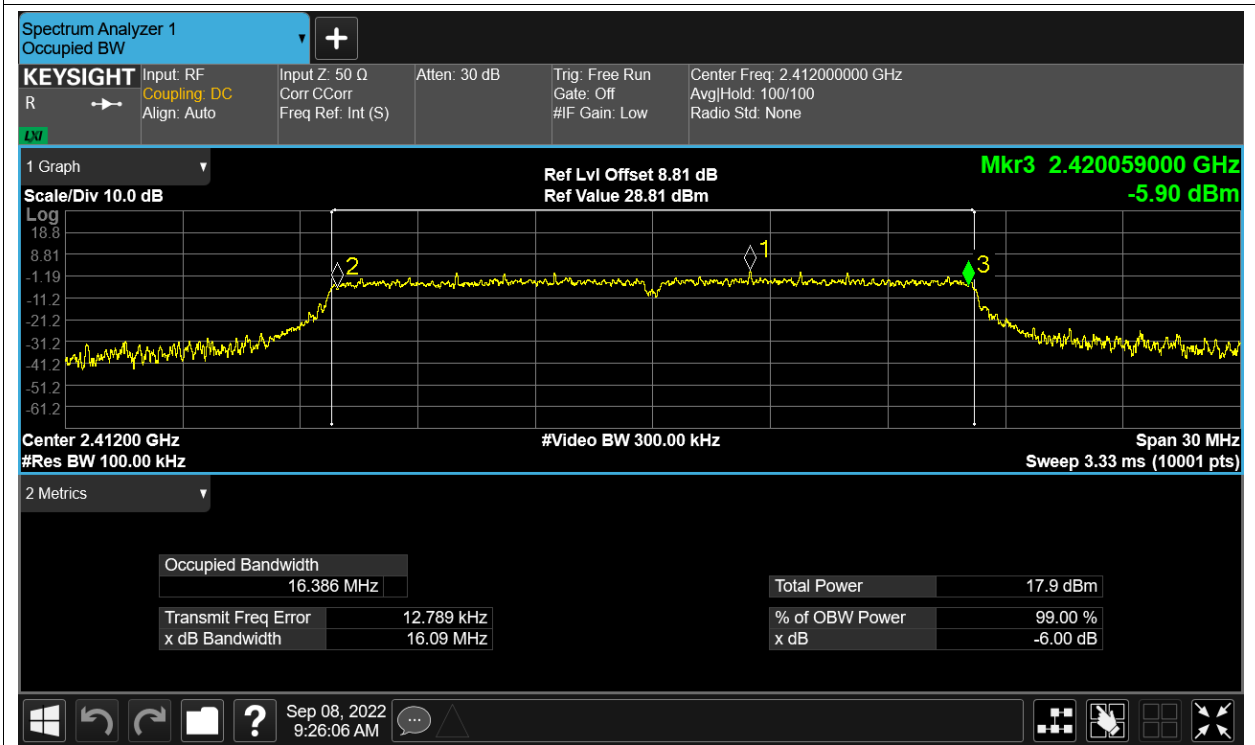 Spectrum Analyzer 1
Occupied BW
KEYSIGHT
R
LXI
Input: RF
Coupling: DC
Align: Auto
Input Z: 50 Ω
Corr CCorr
Freq Ref: Int (S)
Atten: 30 dB
Trig: Free Run
Gate: Off
#IF Gain: Low
Center Freq: 2.412000000 GHz
Avg|Hold: 100/100
Radio Std: None
1 Graph
Scale/Div 10.0 dB
Ref Lvl Offset 8.81 dB
Ref Value 28.81 dBm
Mkr3 2.420059000 GHz
-5.90 dBm
Log
18.8
8.81
-1.19
-11.2
-21.2
-31.2
-41.2
-51.2
-61.2
2
1
3
Center 2.41200 GHz
#Res BW 100.00 kHz
#Video BW 300.00 kHz
Span 30 MHz
Sweep 3.33 ms (10001 pts)
2 Metrics
Occupied Bandwidth
16.386 MHz
Transmit Freq Error 12.789 kHz
x dB Bandwidth 16.09 MHz
Total Power 17.9 dBm
% of OBW Power 99.00 %
x dB -6.00 dB
?
Sep 08, 2022
9:26:06 AM